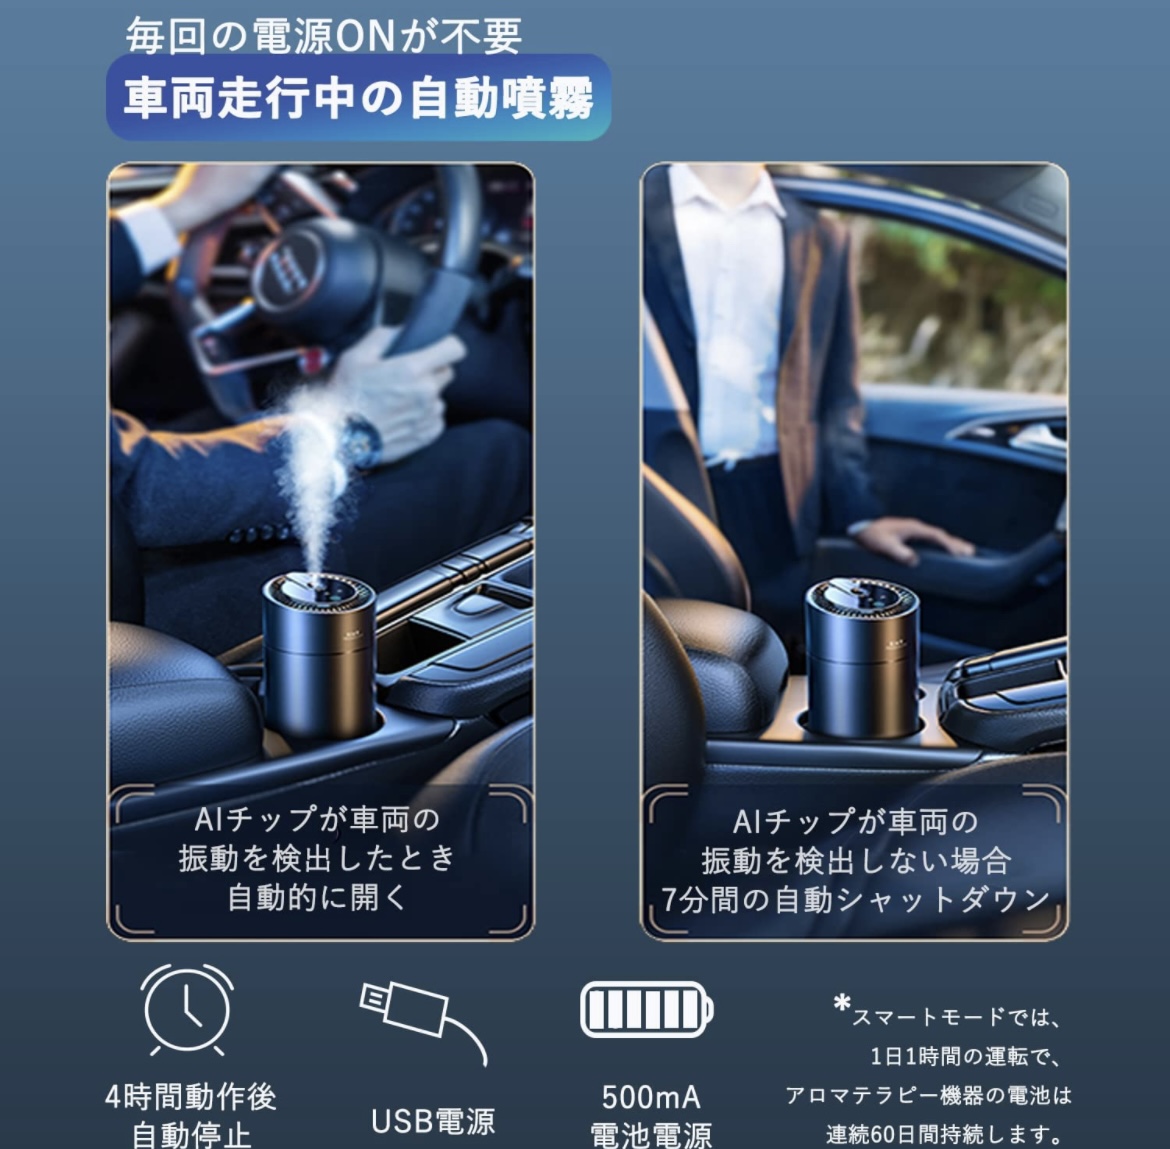 毎回の電源ONが不要
車両走行中の自動噴霧
AIチップが車両の
振動を検出したとき
自動的に開く
AIチップが車両の
振動を検出しない場合
7分間の自動シャットダウン
4時間動作後
自動停止
USB電源
500mA
電池電源
*スマートモードでは、
1日1時間の運転で、
アロマテラピー機器の電池は
連続60日間持続します。